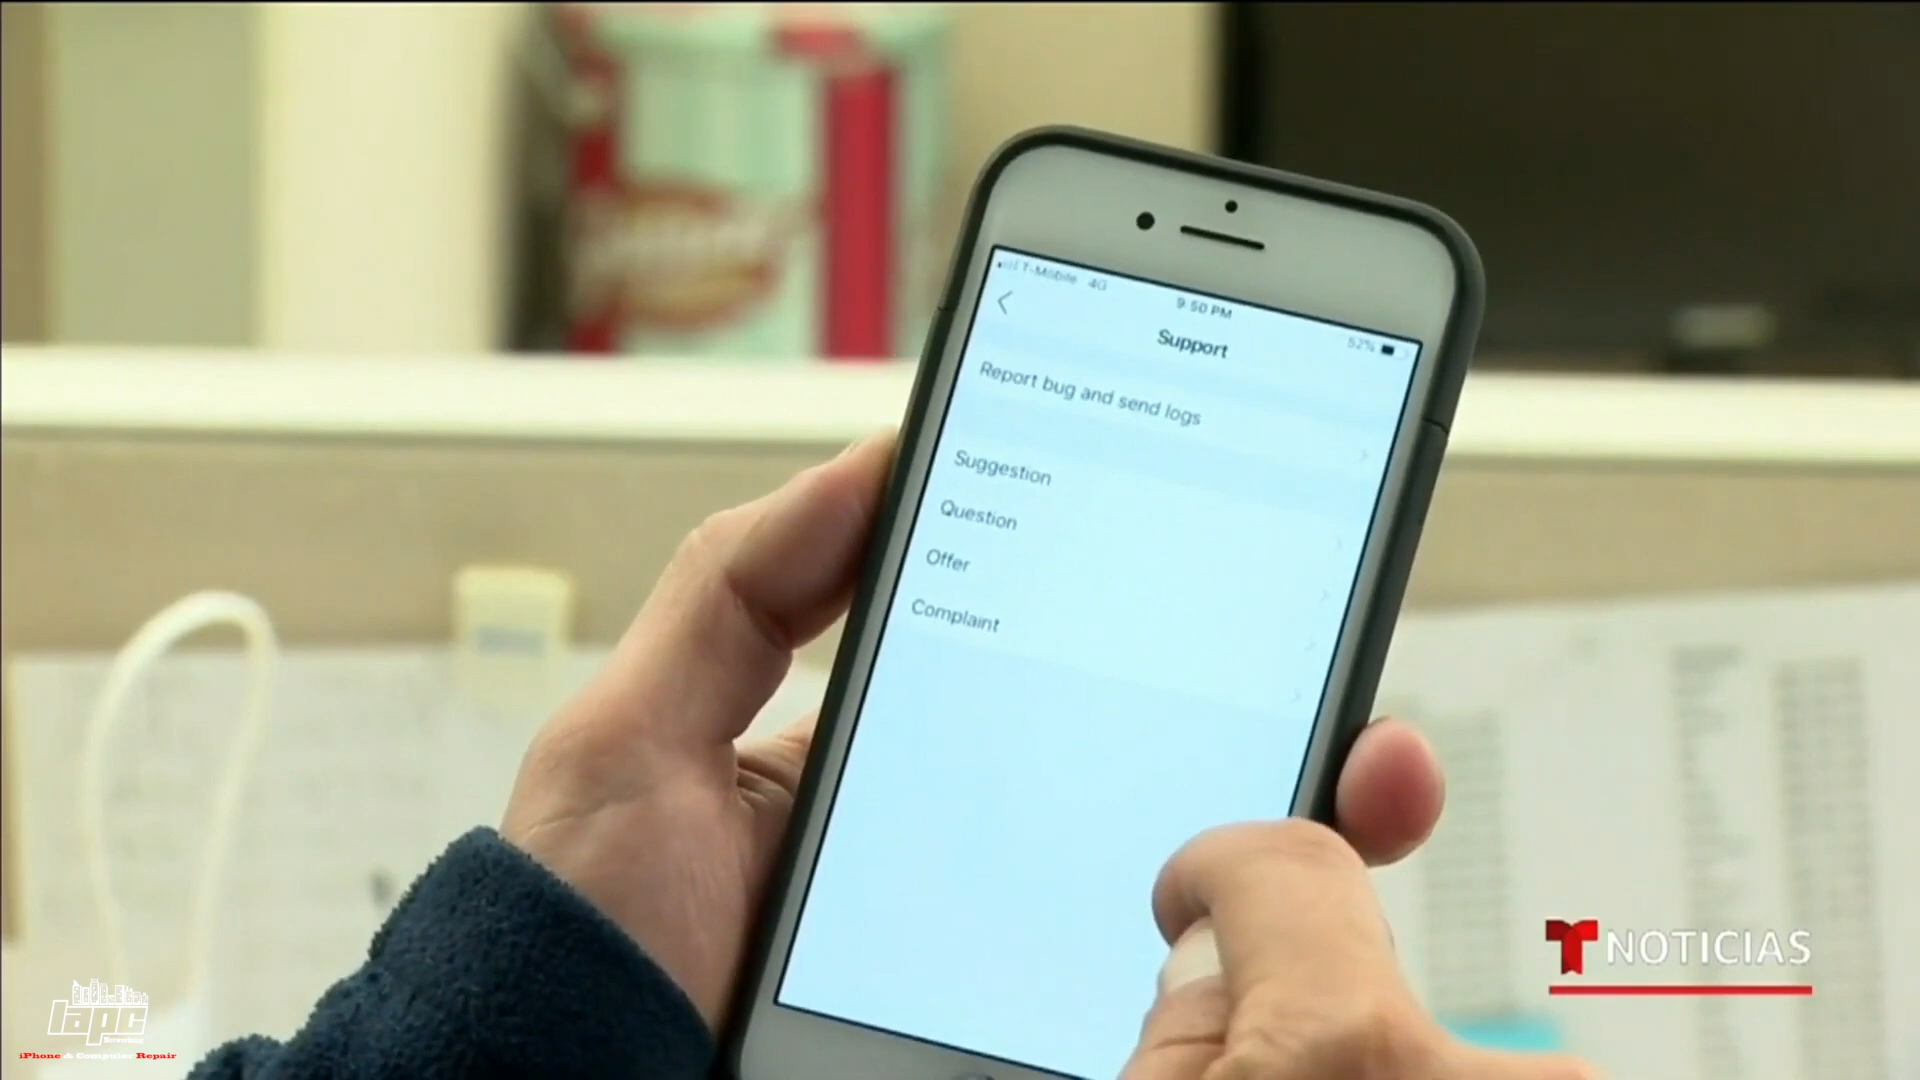 T-Mobile 4G
9:50 PM
52%
Support
Report bug and send logs
Suggestion
Question
Offer
Complaint
NOTICIAS
lapc
Networking
iPhone & Computer Repair